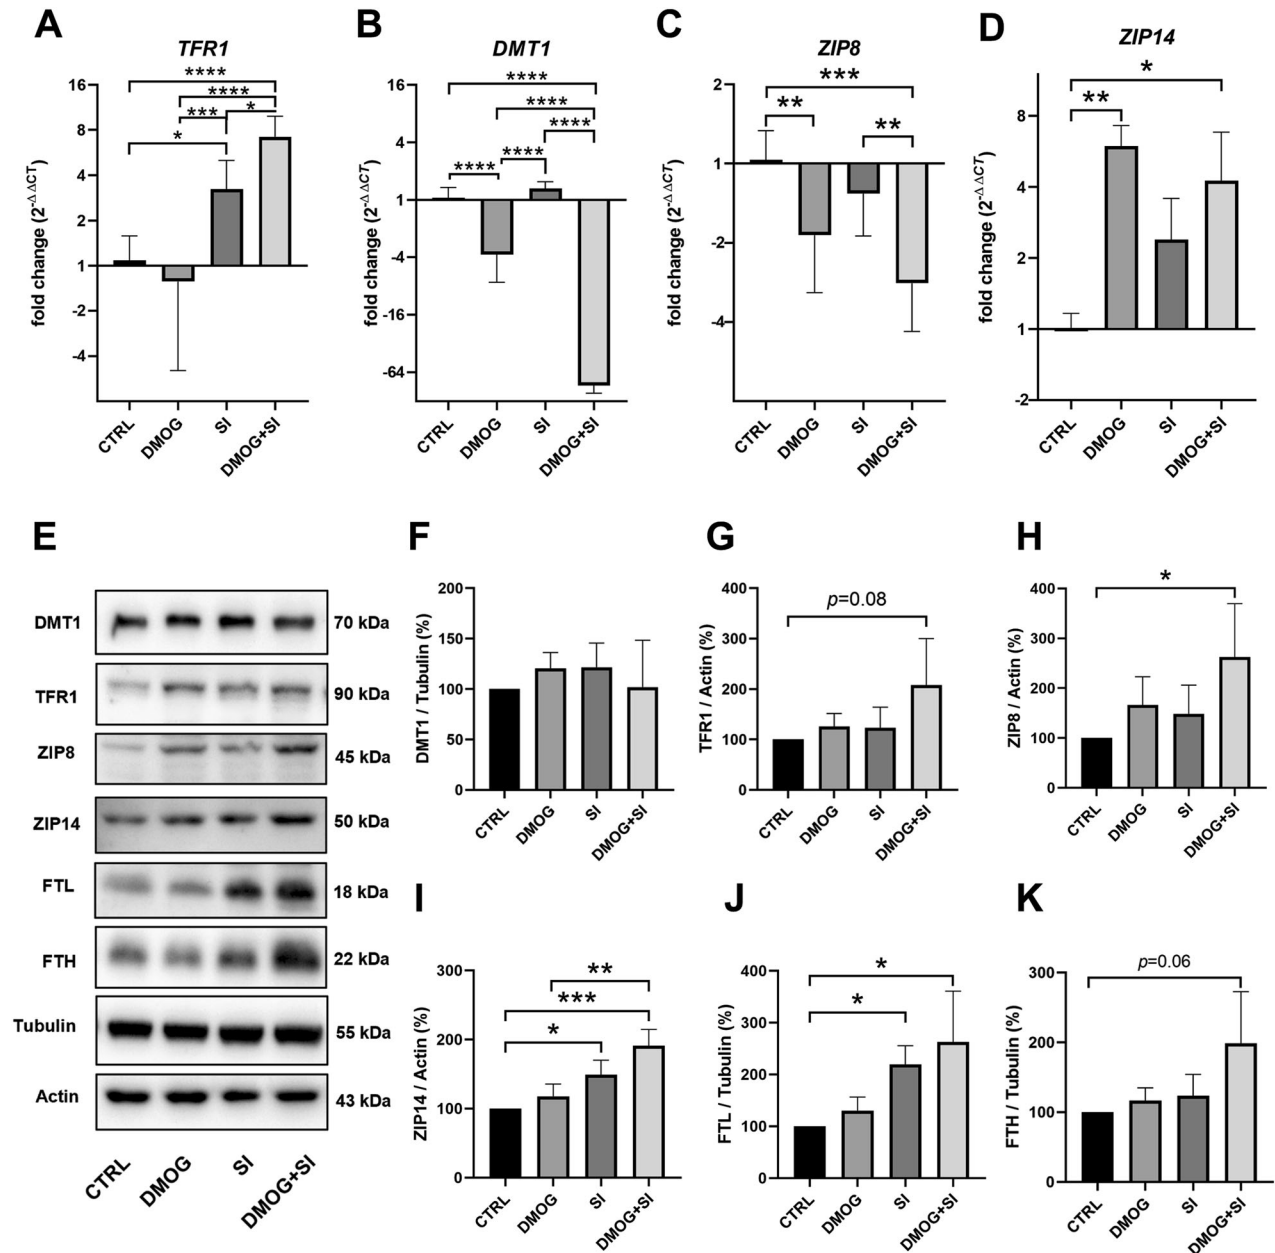 A
TFR1
fold change (2-ΔΔCT)
16
8
4
2
1
-2
-4
****
****
***
*
*
CTRL
DMOG
SI
DMOG+SI
B
DMT1
fold change (2-ΔΔCT)
16
4
1
-4
-16
-64
****
****
****
****
****
CTRL
DMOG
SI
DMOG+SI
C
ZIP8
fold change (2-ΔΔCT)
2
1
-2
-4
***
**
**
CTRL
DMOG
SI
DMOG+SI
D
ZIP14
fold change (2-ΔΔCT)
8
4
2
1
-2
*
**
CTRL
DMOG
SI
DMOG+SI
E
DMT1 70 kDa
TFR1 90 kDa
ZIP8 45 kDa
ZIP14 50 kDa
FTL 18 kDa
FTH 22 kDa
Tubulin 55 kDa
Actin 43 kDa
CTRL
DMOG
SI
DMOG+SI
F
DMT1 / Tubulin (%)
200
150
100
50
0
CTRL
DMOG
SI
DMOG+SI
G
TFR1 / Actin (%)
400
300
200
100
0
p=0.08
CTRL
DMOG
SI
DMOG+SI
H
ZIP8 / Actin (%)
400
300
200
100
0
*
CTRL
DMOG
SI
DMOG+SI
I
ZIP14 / Actin (%)
300
200
100
0
**
***
*
CTRL
DMOG
SI
DMOG+SI
J
FTL / Tubulin (%)
400
300
200
100
0
*
*
CTRL
DMOG
SI
DMOG+SI
K
FTH / Tubulin (%)
300
200
100
0
p=0.06
CTRL
DMOG
SI
DMOG+SI